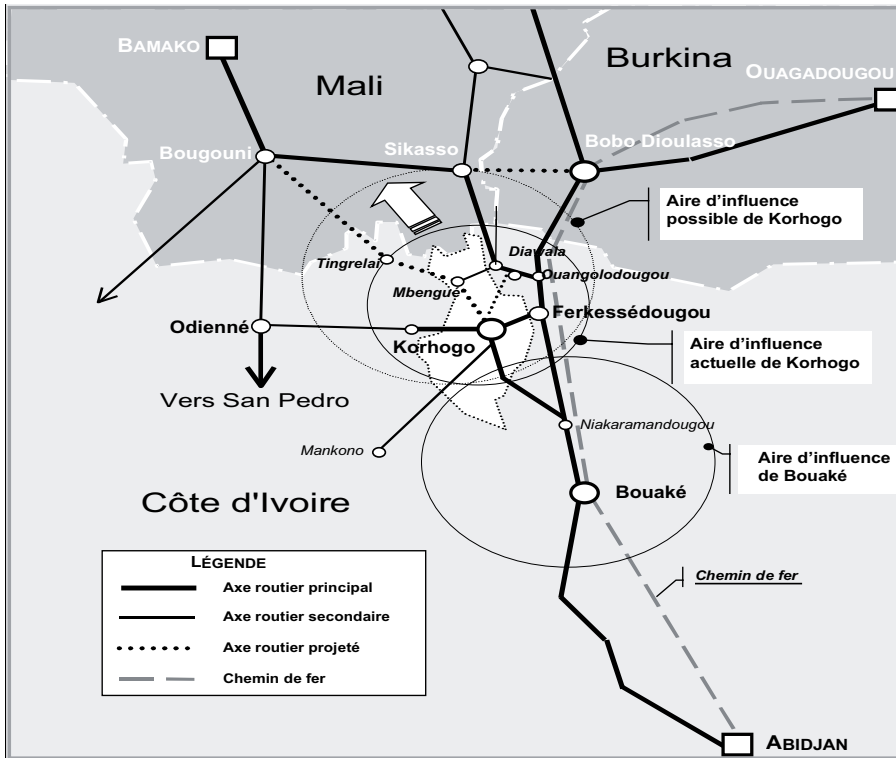 BAMAKO
Mali
Burkina
OUAGADOUGOU
Bougouni
Sikasso
Bobo Dioulasso
Aire d'influence
possible de Korhogo
Tingrelai
Diawala
Mbengué
Ouangolodougou
Ferkessédougou
Odienné
Korhogo
Aire d'influence
actuelle de Korhogo
Vers San Pedro
Mankono
Niakaramandougou
Aire d'influence
de Bouaké
Bouaké
Côte d'Ivoire
LÉGENDE
Axe routier principal
Axe routier secondaire
Axe routier projeté
Chemin de fer
Chemin de fer
ABIDJAN